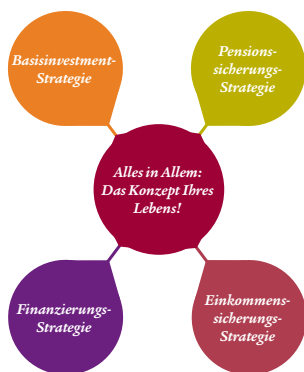 Basisinvestment-
Strategie
Pensions-
sicherungs-
Strategie
Alles in Allem:
Das Konzept Ihres
Lebens!
Finanzierungs-
Strategie
Einkommens-
sicherungs-
Strategie